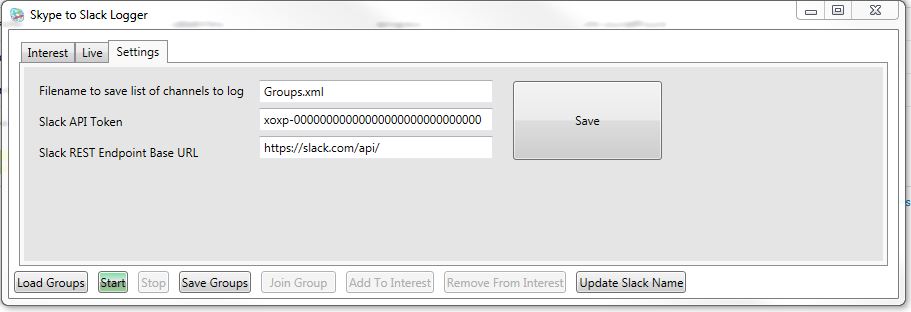 Skype to Slack Logger
Interest Live Settings
Filename to save list of channels to log Groups.xml
Save
Slack API Token xoxp-00000000000000000000000000000
Slack REST Endpoint Base URL https://slack.com/api/
Load Groups Start Stop Save Groups Join Group Add To Interest Remove From Interest Update Slack Name